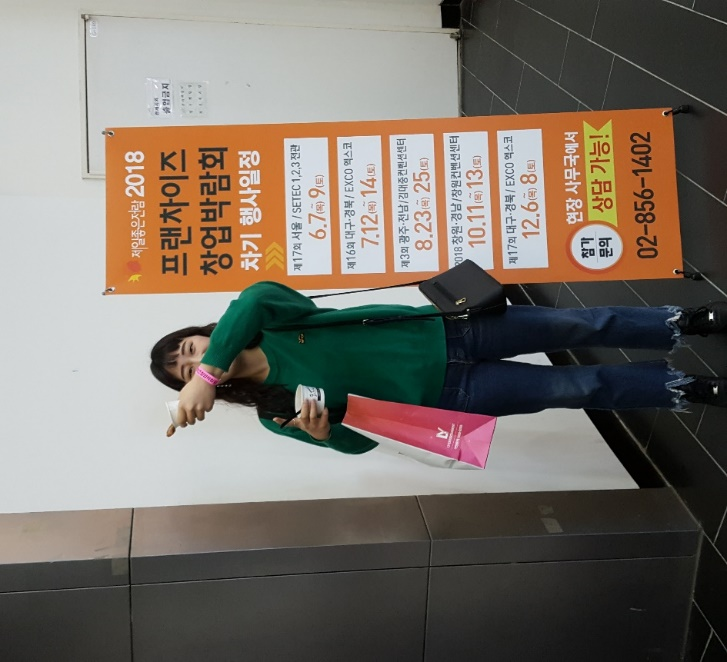 제일좋은전람 2018
프랜차이즈
창업박람회
차기 행사일정
제17회 서울 / SETEC 1,2,3 전관
6.7(목) 9(토)
제16회 대구·경북 / EXCO 엑스코
7.12(목)~14(토)
제3회 광주·전남/김대중컨벤션센터
8.23(목)~25(토)
2018 창원·경남/창원컨벤션센터
10.11(목)~13(토)
제17회 대구·경북 / EXCO 엑스코
12.6(목) 8(토)
참가
문의
현장 사무국에서
상담 가능!
02-856-1402
출입금지